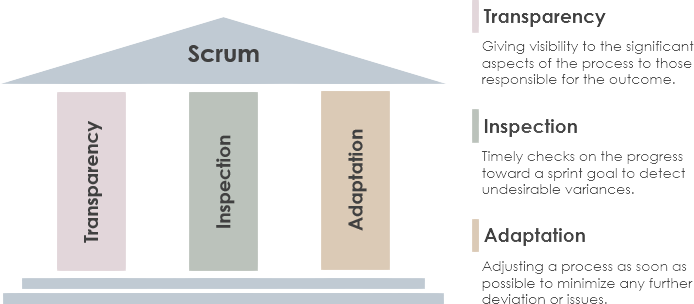 Scrum
Transparency
Inspection
Adaptation
Transparency
Giving visibility to the significant
aspects of the process to those
responsible for the outcome.
Inspection
Timely checks on the progress
toward a sprint goal to detect
undesirable variances.
Adaptation
Adjusting a process as soon as
possible to minimize any further
deviation or issues.